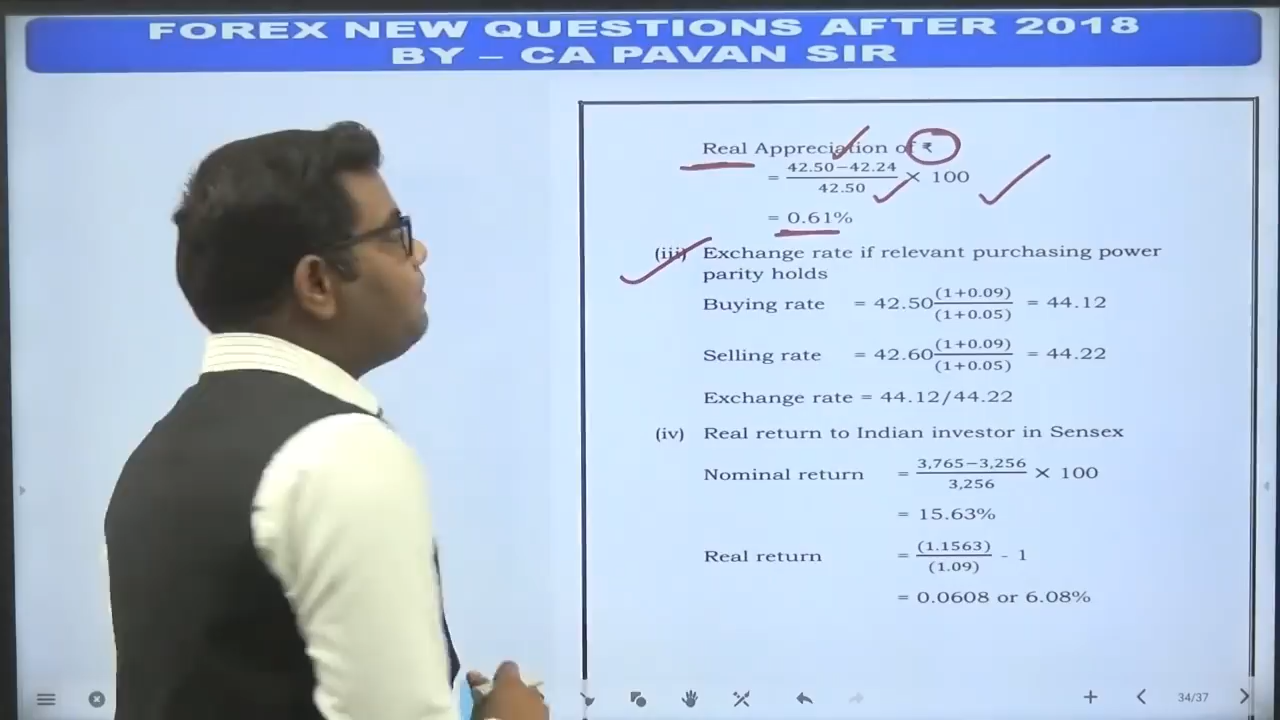 FOREX NEW QUESTIONS AFTER 2018
BY – CA PAVAN SIR
Real Appreciation of ₹
= 42.50−42.24 / 42.50 × 100
= 0.61%
(iii) Exchange rate if relevant purchasing power
parity holds
Buying rate = 42.50 (1+0.09) / (1+0.05) = 44.12
Selling rate = 42.60 (1+0.09) / (1+0.05) = 44.22
Exchange rate = 44.12/44.22
(iv) Real return to Indian investor in Sensex
Nominal return = 3,765−3,256 / 3,256 × 100
= 15.63%
Real return = (1.1563) / (1.09) - 1
= 0.0608 or 6.08%
34/37